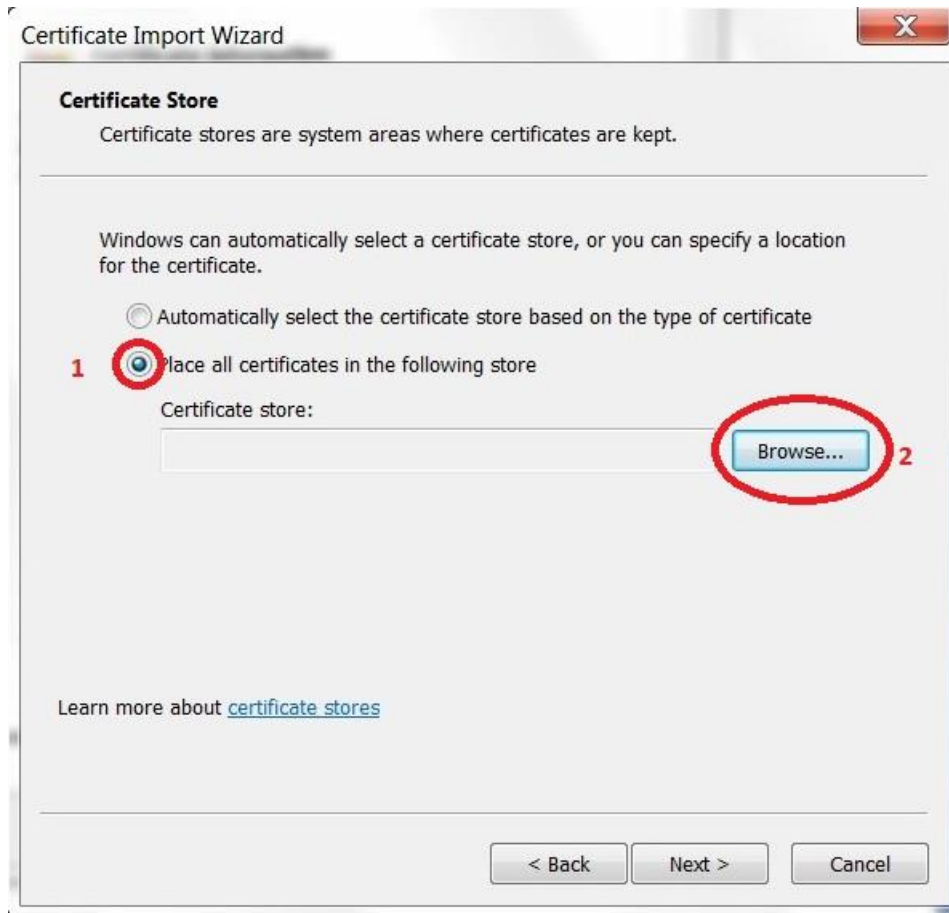 Certificate Import Wizard
Certificate Store
Certificate stores are system areas where certificates are kept.
Windows can automatically select a certificate store, or you can specify a location
for the certificate.
Automatically select the certificate store based on the type of certificate
1 Place all certificates in the following store
Certificate store:
Browse... 2
Learn more about certificate stores
< Back Next > Cancel